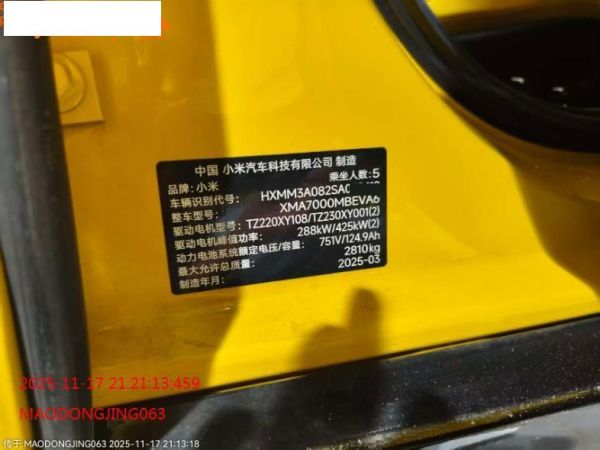 中国 小米汽车科技有限公司 制造
品牌：小米 乘坐人数：5
车辆识别代号： HXMM3A082SA
整车型号： XMA7000MBEVA6
驱动电机型号： TZ220XY108/TZ230XY001(2)
驱动电机峰值功率： 288kW/425kW(2)
动力电池系统额定电压/容量： 751V/124.9Ah
最大允许总质量： 2810kg
制造年月： 2025-03
2025-11-17 21:21:13:459
MAODONGJING063
传于 MAODONGJING063 2025-11-17 21:13:18